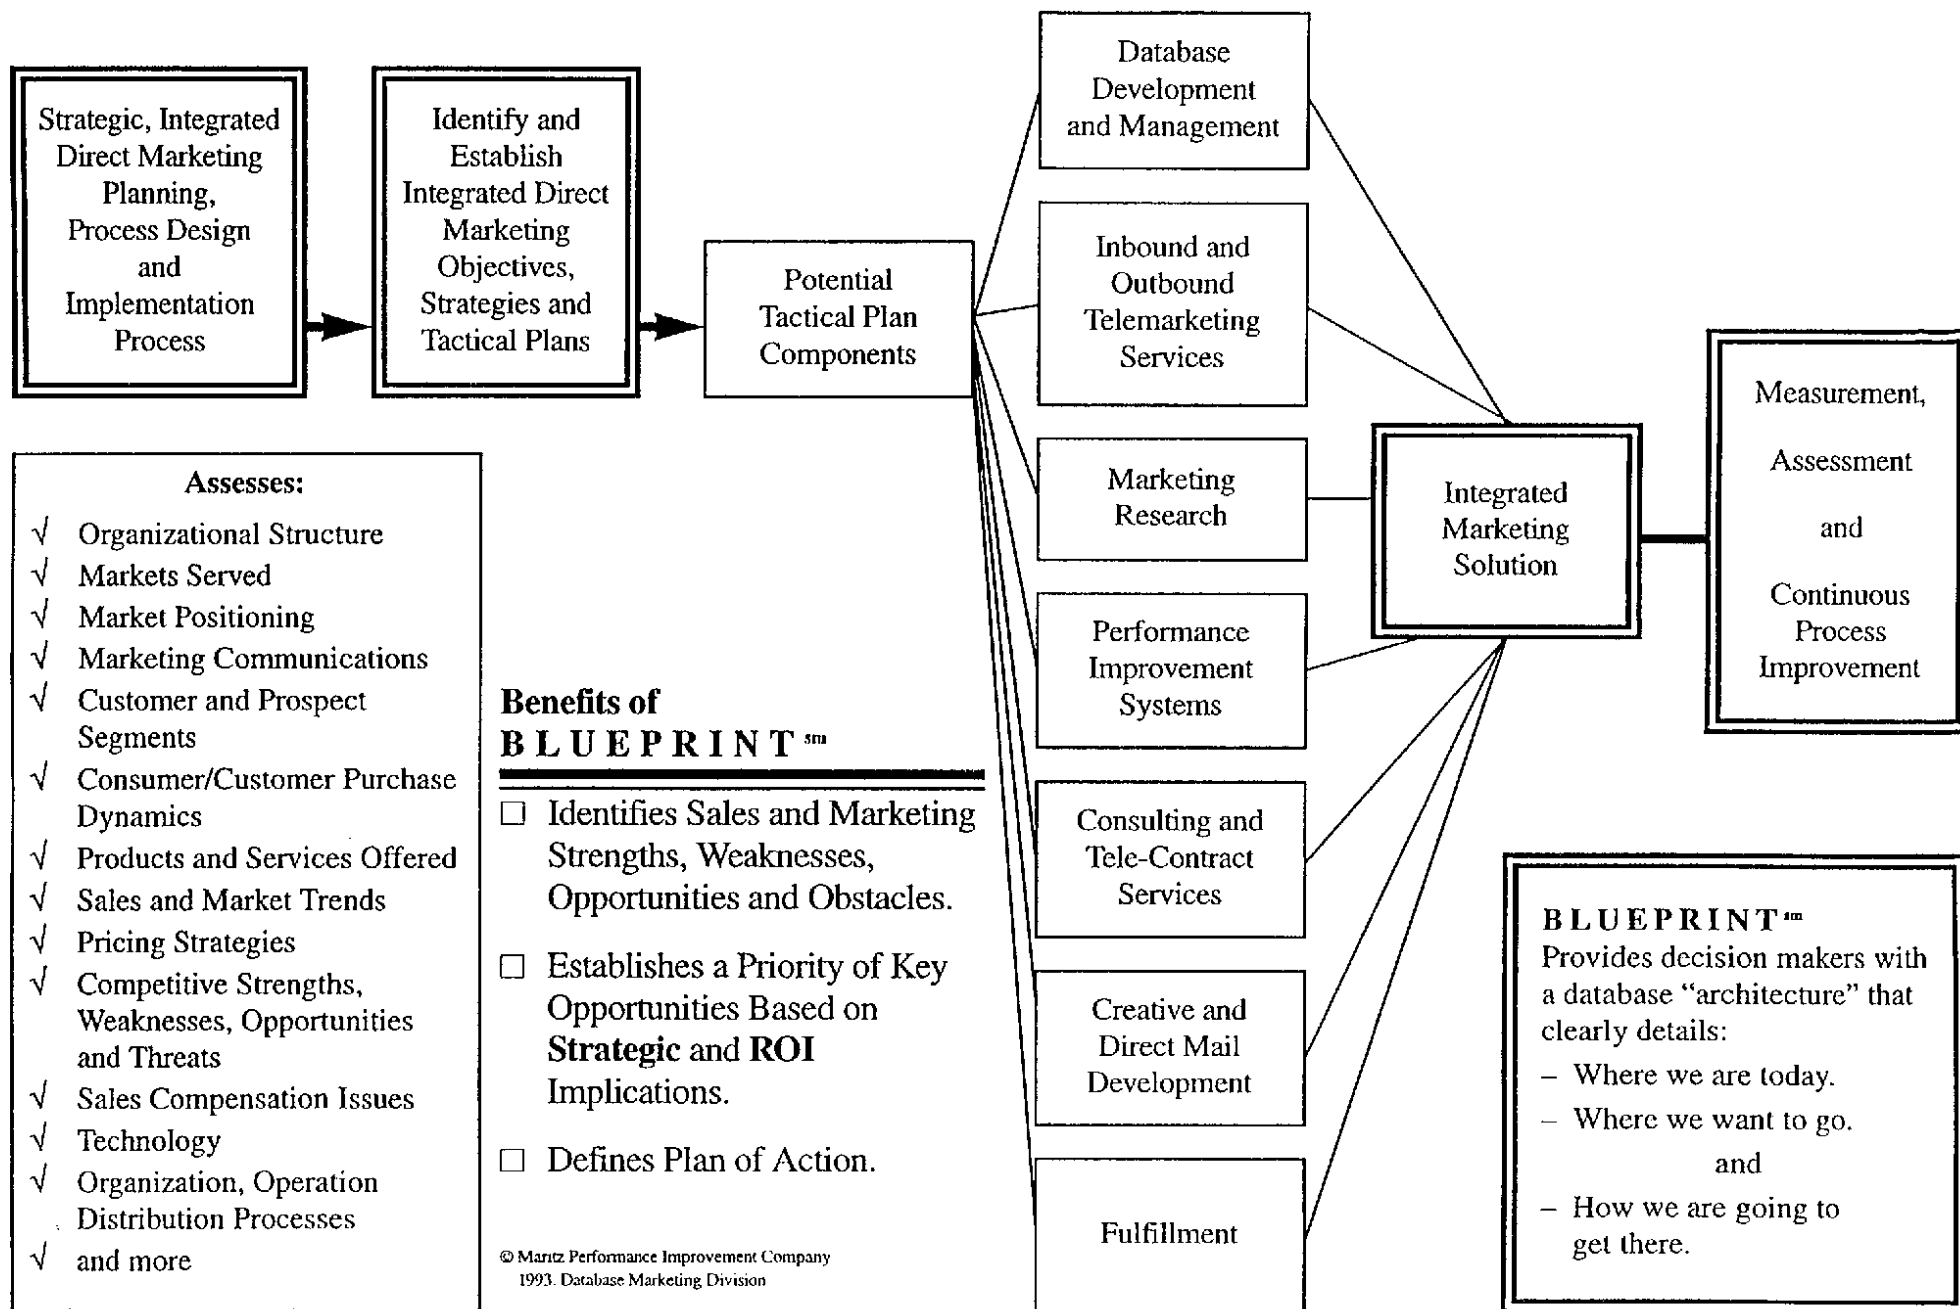 Strategic, Integrated
Direct Marketing
Planning,
Process Design
and
Implementation
Process
Identify and
Establish
Integrated Direct
Marketing
Objectives,
Strategies and
Tactical Plans
Potential
Tactical Plan
Components
Database
Development
and Management
Inbound and
Outbound
Telemarketing
Services
Marketing
Research
Performance
Improvement
Systems
Consulting and
Tele-Contract
Services
Creative and
Direct Mail
Development
Fulfillment
Integrated
Marketing
Solution
Measurement,
Assessment
and
Continuous
Process
Improvement
Assesses:
√ Organizational Structure
√ Markets Served
√ Market Positioning
√ Marketing Communications
√ Customer and Prospect
Segments
√ Consumer/Customer Purchase
Dynamics
√ Products and Services Offered
√ Sales and Market Trends
√ Pricing Strategies
√ Competitive Strengths,
Weaknesses, Opportunities
and Threats
√ Sales Compensation Issues
√ Technology
√ Organization, Operation
Distribution Processes
√ and more
Benefits of
BLUEPRINT℠
□ Identifies Sales and Marketing
Strengths, Weaknesses,
Opportunities and Obstacles.
□ Establishes a Priority of Key
Opportunities Based on
Strategic and ROI
Implications.
□ Defines Plan of Action.
© Maritz Performance Improvement Company
1993. Database Marketing Division
BLUEPRINT℠
Provides decision makers with
a database “architecture” that
clearly details:
– Where we are today.
– Where we want to go.
and
– How we are going to
get there.